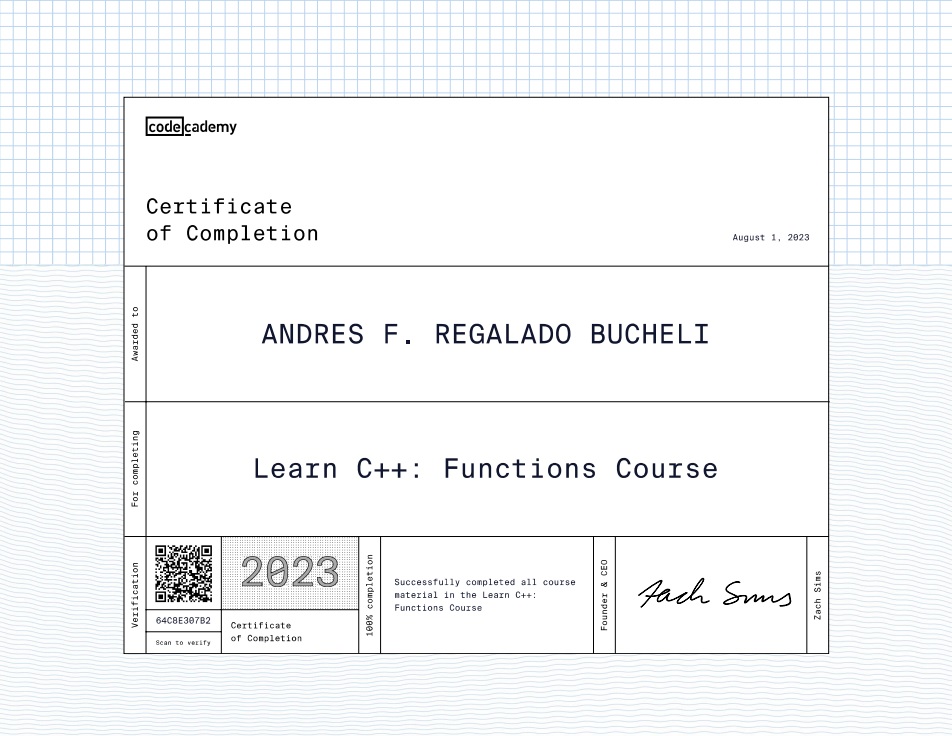 codecademy
Certificate
of Completion
August 1, 2023
Awarded to
ANDRES F. REGALADO BUCHELI
For completing
Learn C++: Functions Course
Verification
64C8E307B2
Scan to verify
2023
Certificate
of Completion
100% completion
Successfully completed all course
material in the Learn C++:
Functions Course
Founder & CEO
Zach Sims
Zach Sims